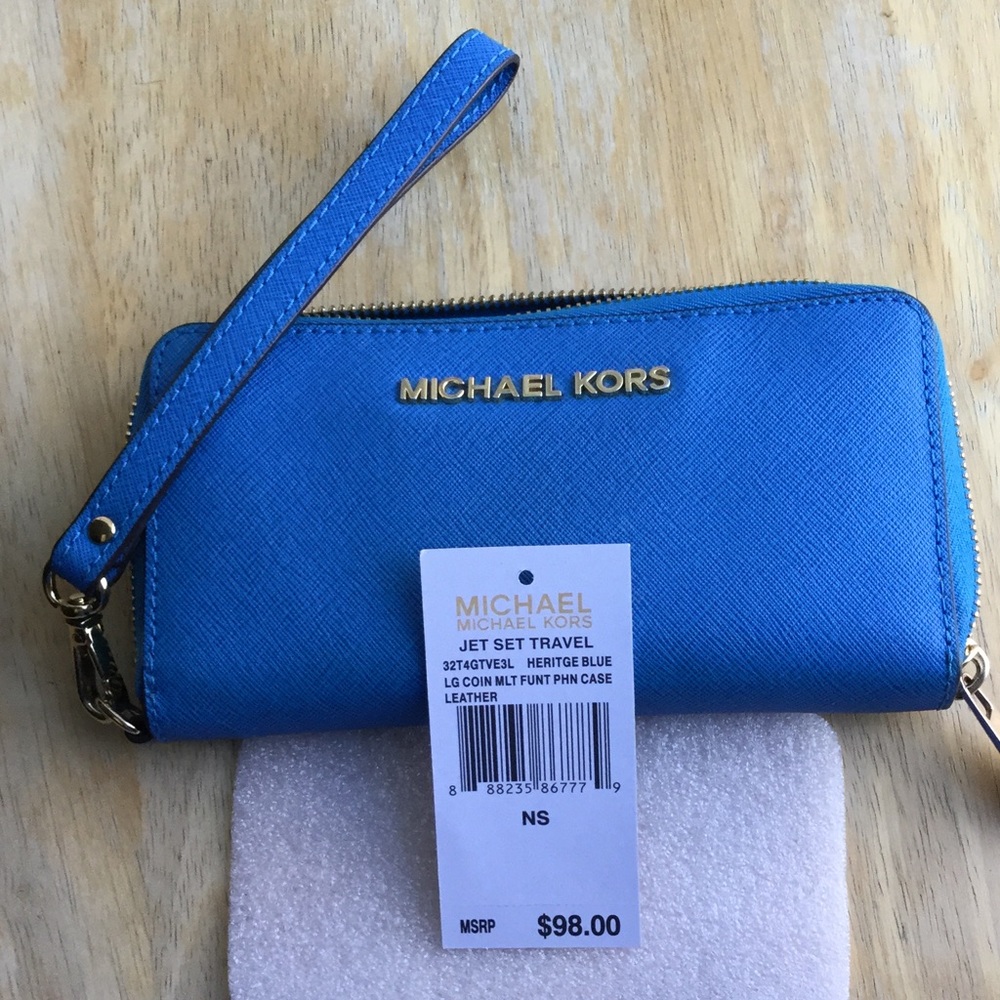 MICHAEL KORS
MICHAEL
MICHAEL KORS
JET SET TRAVEL
32T4GTVE3L HERITGE BLUE
LG COIN MLT FUNT PHN CASE
LEATHER
8 88235 86777 9
NS
MSRP $98.00